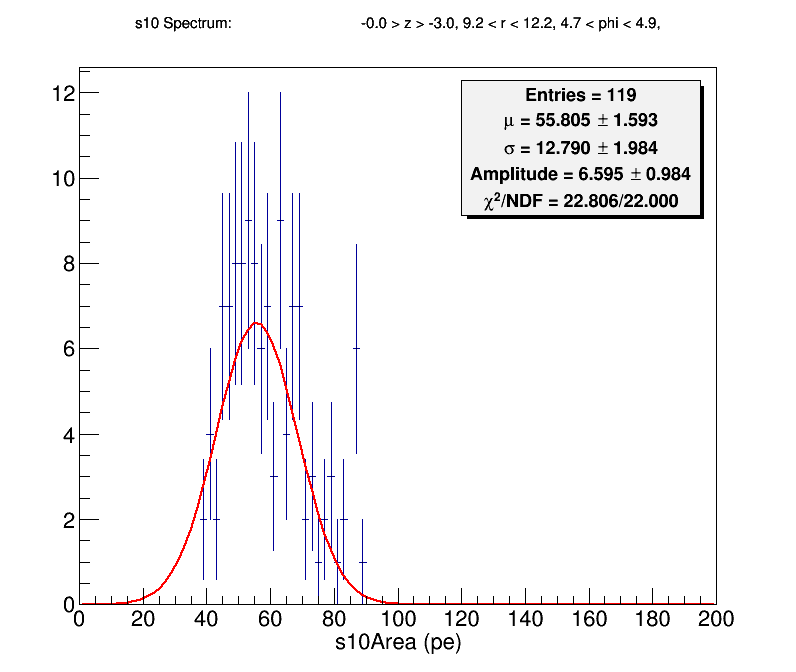 s10 Spectrum: -0.0 > z > -3.0, 9.2 < r < 12.2, 4.7 < phi < 4.9,
Entries = 119
μ = 55.805 ± 1.593
σ = 12.790 ± 1.984
Amplitude = 6.595 ± 0.984
χ²/NDF = 22.806/22.000
12
10
8
6
4
2
0
0 20 40 60 80 100 120 140 160 180 200
s10Area (pe)